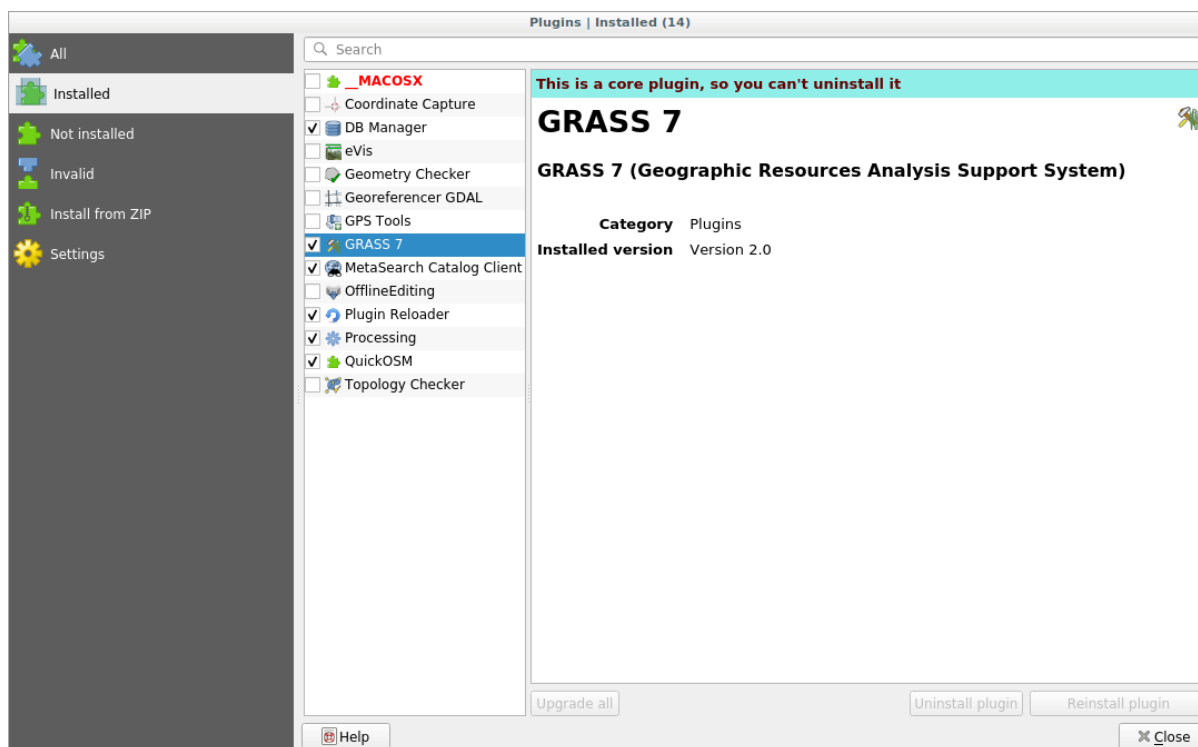 Plugins | Installed (14)
All
Installed
Not installed
Invalid
Install from ZIP
Settings
Search
__MACOSX
Coordinate Capture
DB Manager
eVis
Geometry Checker
Georeferencer GDAL
GPS Tools
GRASS 7
MetaSearch Catalog Client
OfflineEditing
Plugin Reloader
Processing
QuickOSM
Topology Checker
This is a core plugin, so you can't uninstall it
GRASS 7
GRASS 7 (Geographic Resources Analysis Support System)
Category Plugins
Installed version Version 2.0
Upgrade all Uninstall plugin Reinstall plugin
Help Close